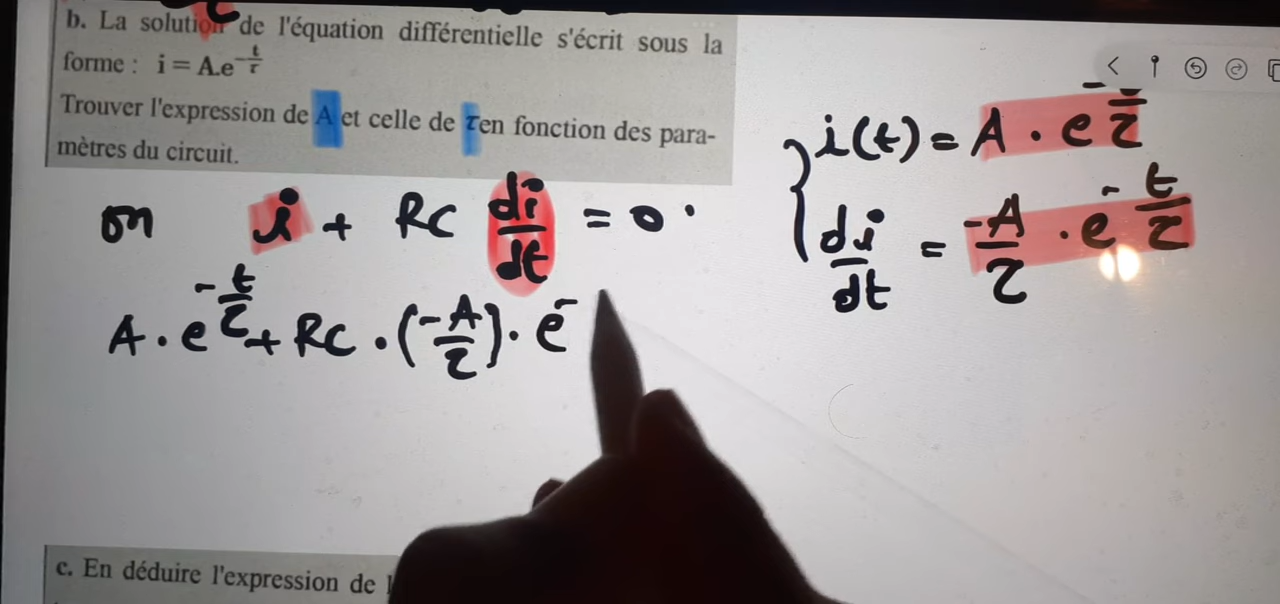 b. La solution de l'équation différentielle s'écrit sous la
forme : i = A.e^{-t/τ}
Trouver l'expression de A et celle de τ en fonction des para-
mètres du circuit.
i(t) = A · e^{-t/τ}
di/dt = -A/τ · e^{-t/τ}
on i + RC di/dt = 0 ·
A · e^{-t/τ} + RC · (-A/τ) · e^-
c. En déduire l'expression de